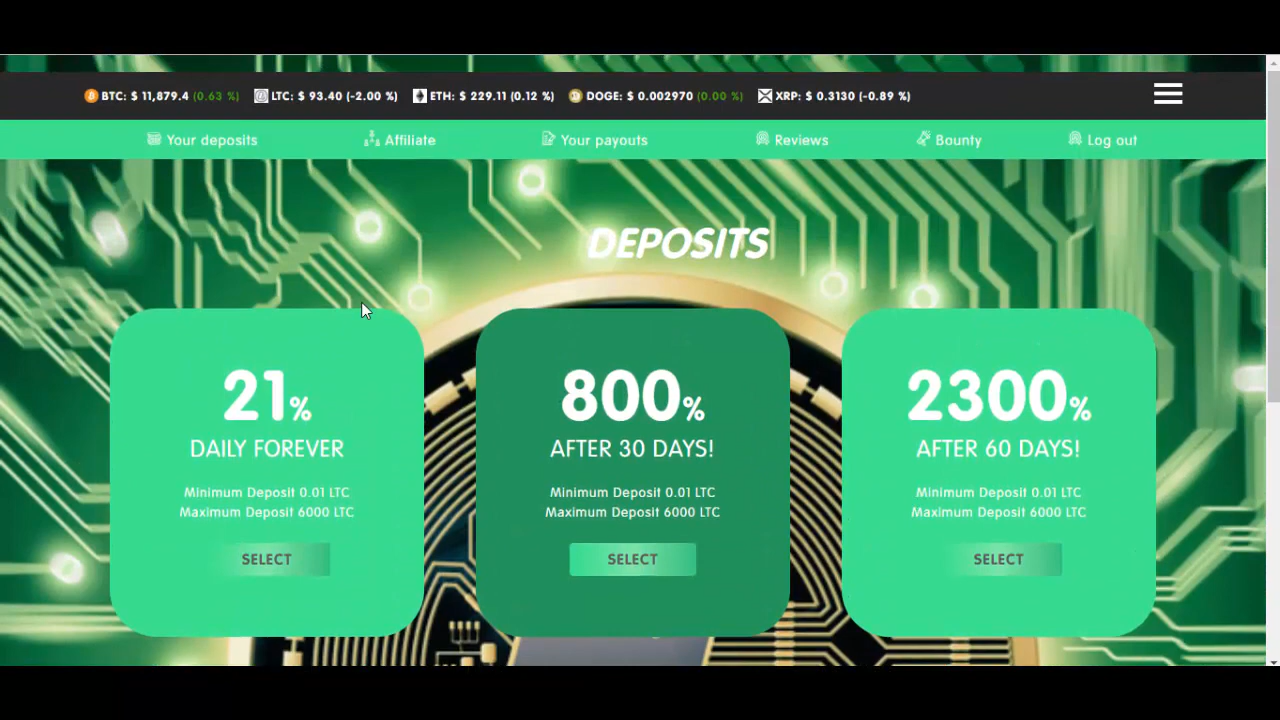 BTC: $ 11,879.4 (0.63 %) LTC: $ 93.40 (-2.00 %) ETH: $ 229.11 (0.12 %) DOGE: $ 0.002970 (0.00 %) XRP: $ 0.3130 (-0.89 %)
Your deposits Affiliate Your payouts Reviews Bounty Log out
DEPOSITS
21%
DAILY FOREVER
Minimum Deposit 0.01 LTC
Maximum Deposit 6000 LTC
SELECT
800%
AFTER 30 DAYS!
Minimum Deposit 0.01 LTC
Maximum Deposit 6000 LTC
SELECT
2300%
AFTER 60 DAYS!
Minimum Deposit 0.01 LTC
Maximum Deposit 6000 LTC
SELECT